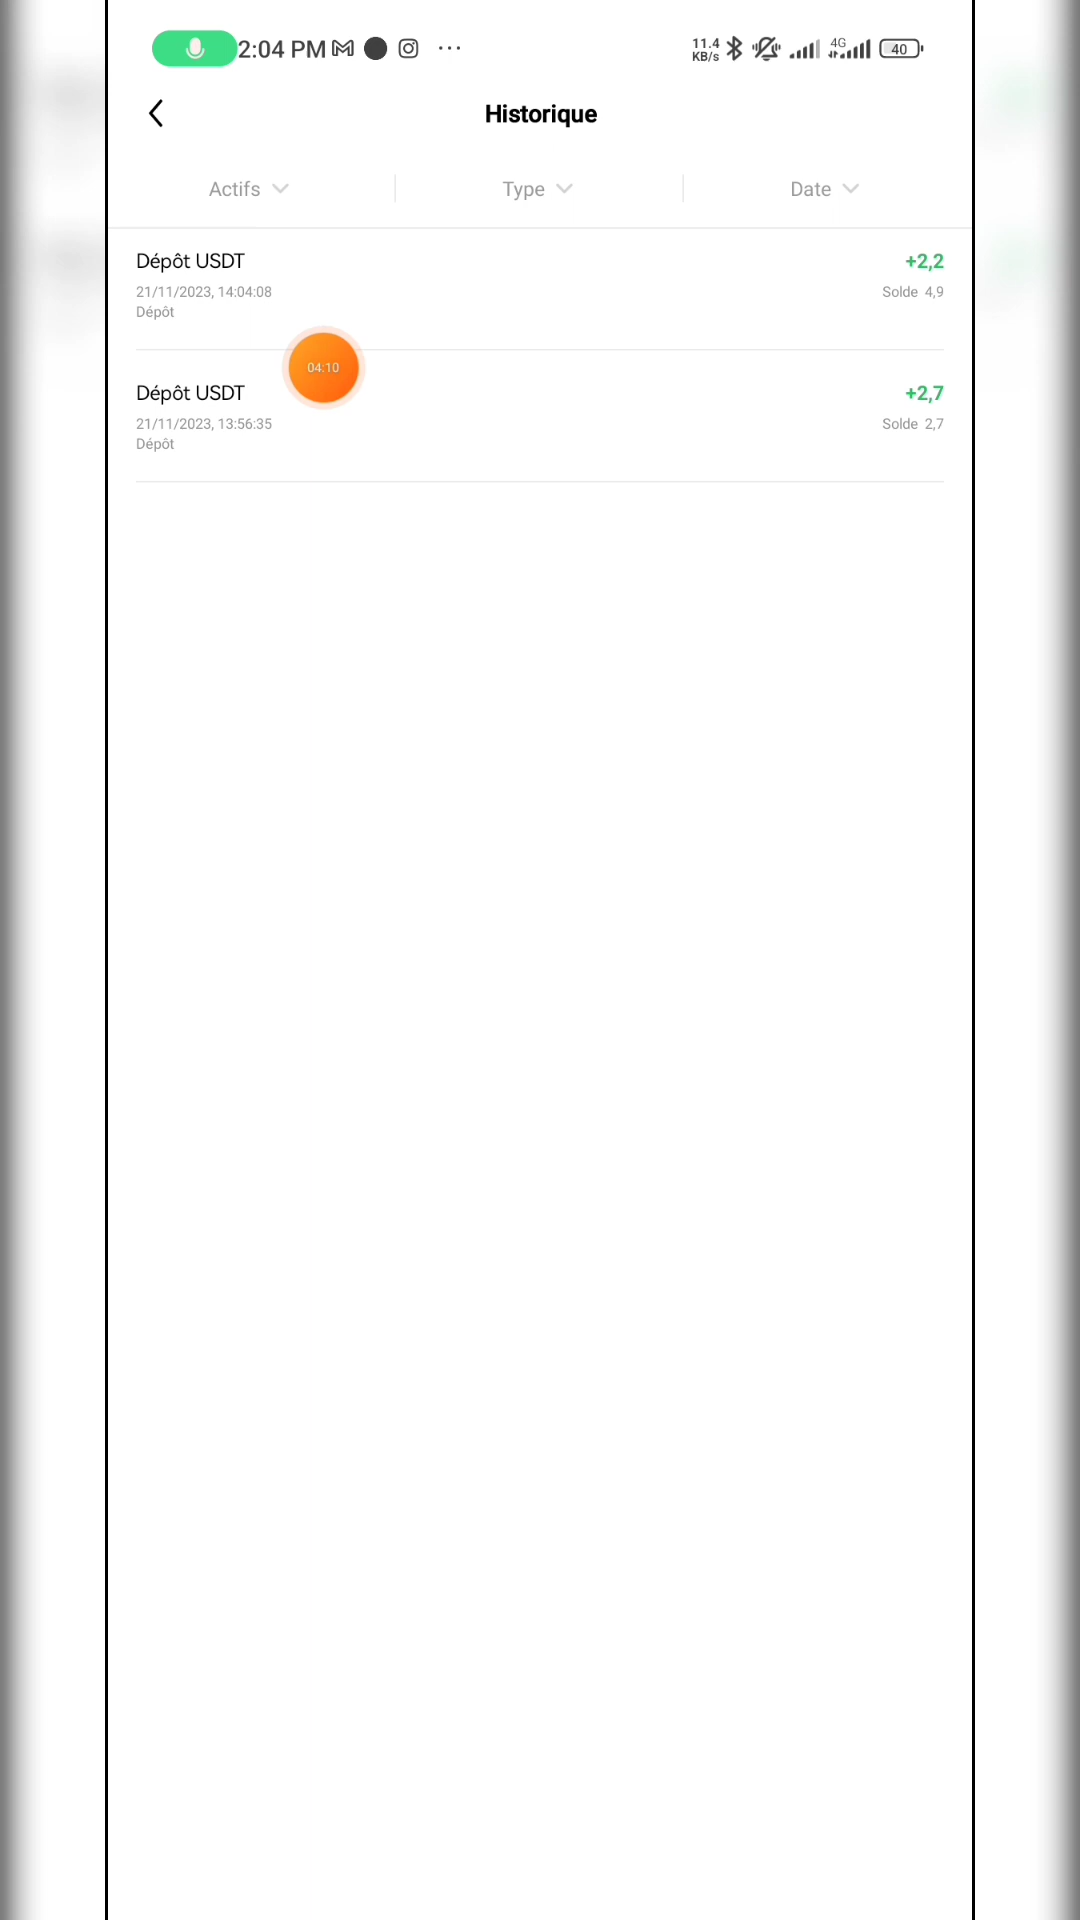 2:04 PM ... 11.4 KB/s 4G 40
Historique
Actifs Type Date
Dépôt USDT +2,2
21/11/2023, 14:04:08 Solde 4,9
Dépôt
04:10
Dépôt USDT +2,7
21/11/2023, 13:56:35 Solde 2,7
Dépôt